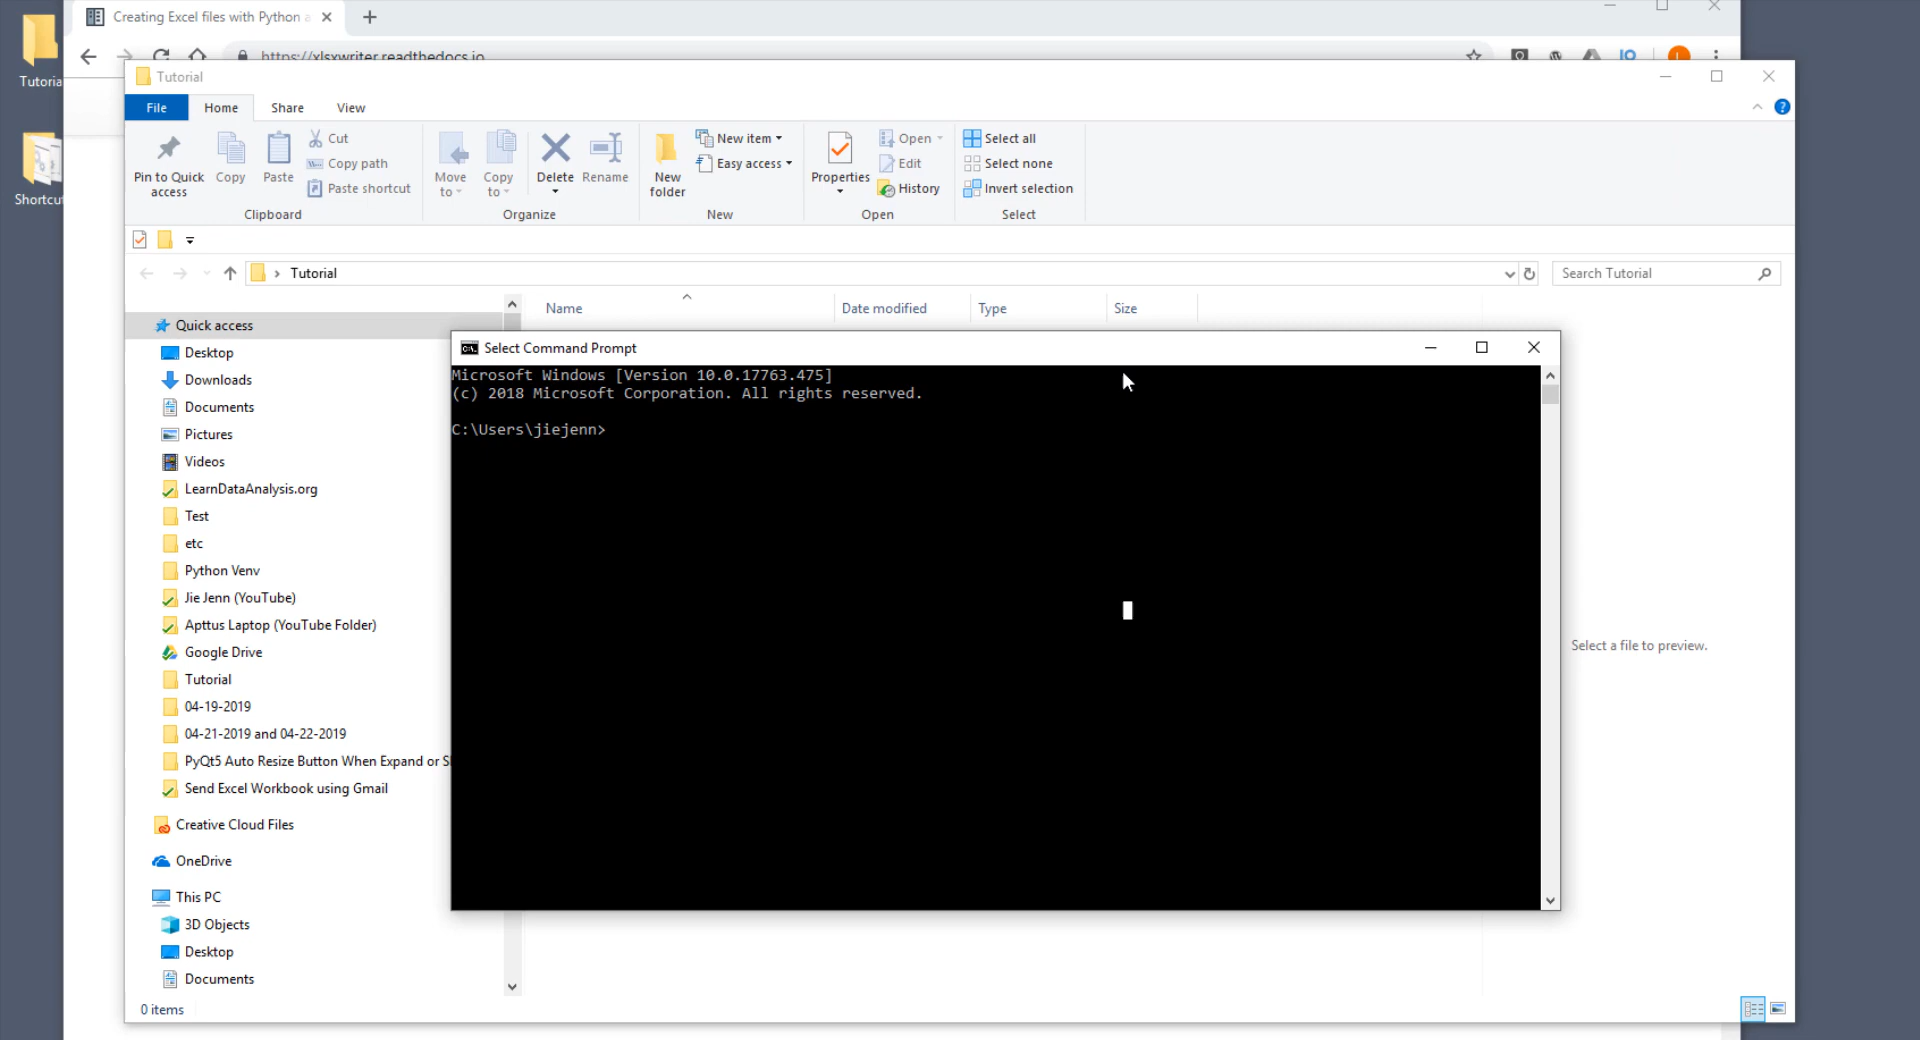 Creating Excel files with Python a
Tutoria
https://xlsxwriter.readthedocs.io
Shortcut
Tutorial
File
Home
Share
View
Pin to Quick access
Copy
Paste
Cut
Copy path
Paste shortcut
Clipboard
Move to
Copy to
Delete
Rename
Organize
New folder
New item
Easy access
New
Properties
Open
Edit
History
Open
Select all
Select none
Invert selection
Select
Tutorial
Search Tutorial
Name
Date modified
Type
Size
Quick access
Desktop
Downloads
Documents
Pictures
Videos
LearnDataAnalysis.org
Test
etc
Python Venv
Jie Jenn (YouTube)
Apttus Laptop (YouTube Folder)
Google Drive
Tutorial
04-19-2019
04-21-2019 and 04-22-2019
PyQt5 Auto Resize Button When Expand or
Send Excel Workbook using Gmail
Creative Cloud Files
OneDrive
This PC
3D Objects
Desktop
Documents
0 items
Select Command Prompt
Microsoft Windows [Version 10.0.17763.475]
(c) 2018 Microsoft Corporation. All rights reserved.
C:\Users\jiejenn>
Select a file to preview.